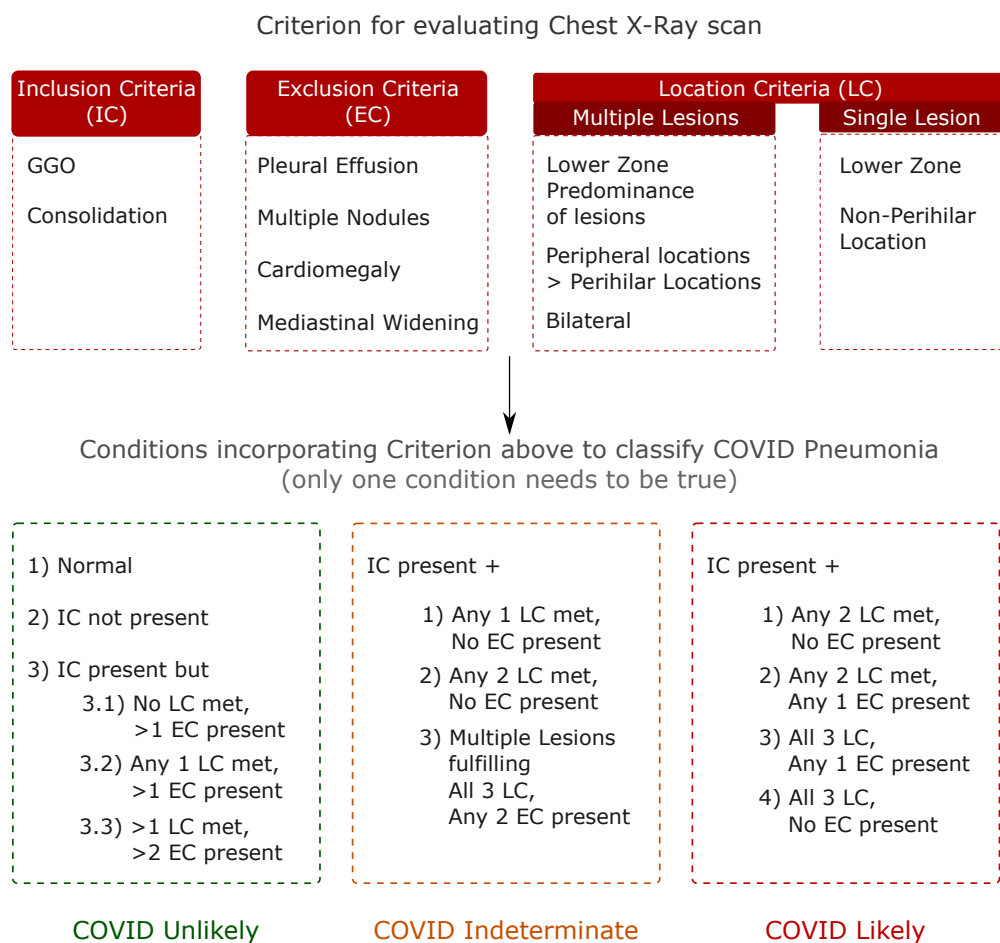 Criterion for evaluating Chest X-Ray scan
Inclusion Criteria
(IC)
GGO
Consolidation
Exclusion Criteria
(EC)
Pleural Effusion
Multiple Nodules
Cardiomegaly
Mediastinal Widening
Location Criteria (LC)
Multiple Lesions
Lower Zone
Predominance
of lesions
Peripheral locations
> Perihilar Locations
Bilateral
Single Lesion
Lower Zone
Non-Perihilar
Location
Conditions incorporating Criterion above to classify COVID Pneumonia
(only one condition needs to be true)
1) Normal
2) IC not present
3) IC present but
3.1) No LC met,
>1 EC present
3.2) Any 1 LC met,
>1 EC present
3.3) >1 LC met,
>2 EC present
COVID Unlikely
IC present +
1) Any 1 LC met,
No EC present
2) Any 2 LC met,
No EC present
3) Multiple Lesions
fulfilling
All 3 LC,
Any 2 EC present
COVID Indeterminate
IC present +
1) Any 2 LC met,
No EC present
2) Any 2 LC met,
Any 1 EC present
3) All 3 LC,
Any 1 EC present
4) All 3 LC,
No EC present
COVID Likely